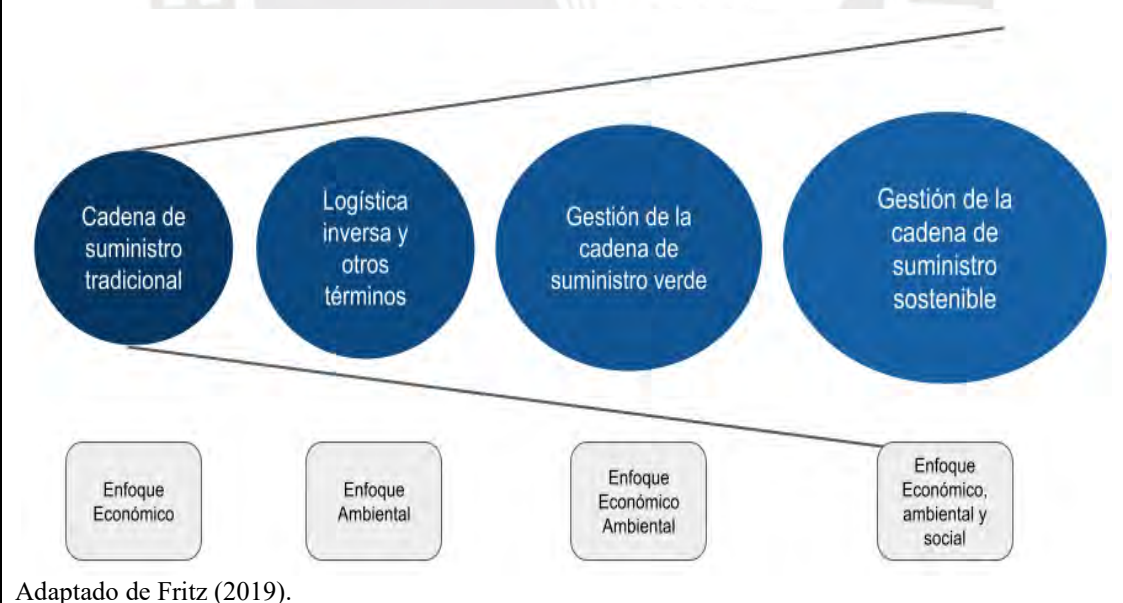 Cadena de
suministro
tradicional
Logística
inversa y
otros
términos
Gestión de la
cadena de
suministro verde
Gestión de la
cadena de
suministro
sostenible
Enfoque
Económico
Enfoque
Ambiental
Enfoque
Económico
Ambiental
Enfoque
Económico,
ambiental y
social
Adaptado de Fritz (2019).